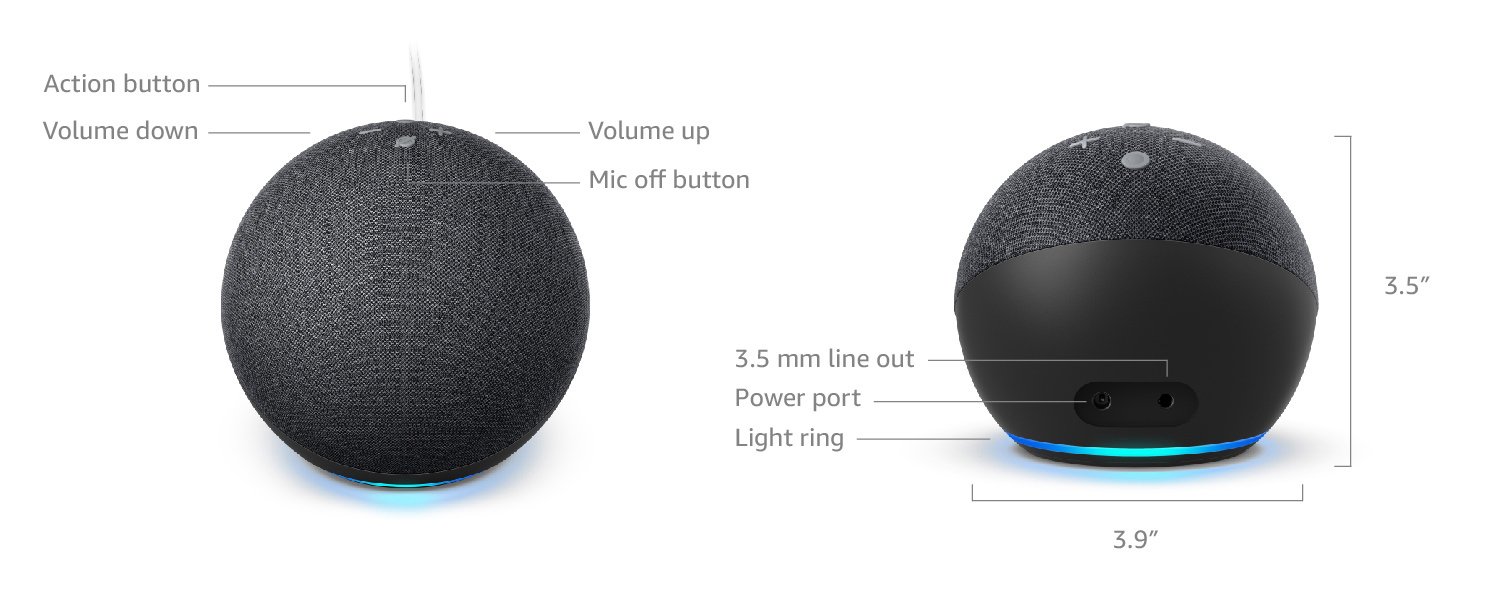 Action button
Volume down
Volume up
Mic off button
3.5 mm line out
Power port
Light ring
3.5″
3.9″